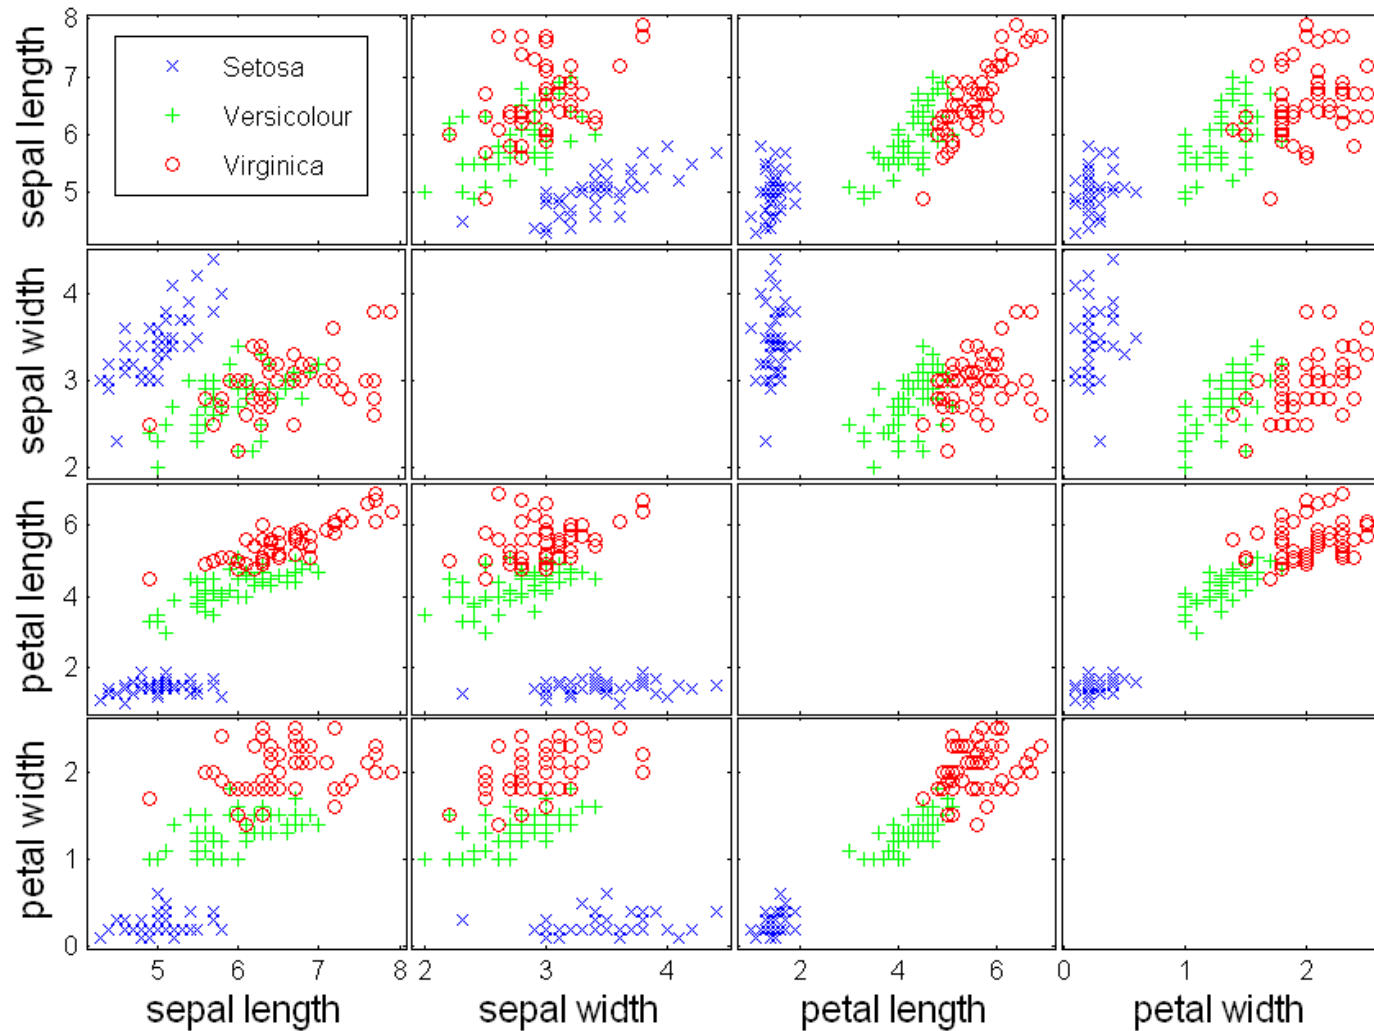 8
7
6
5
sepal length
Setosa
Versicolour
Virginica
4
3
2
sepal width
6
4
2
petal length
2
1
0
petal width
5 6 7 8 2 3 4 2 4 6 0 1 2
sepal length sepal width petal length petal width